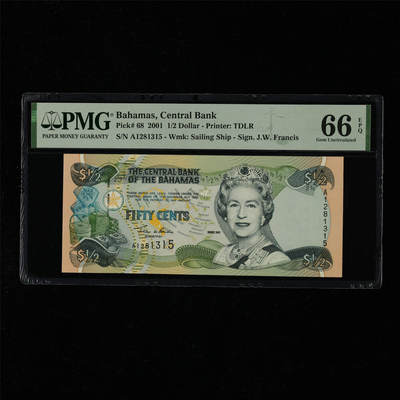 PMG
PAPER MONEY GUARANTY
Bahamas, Central Bank
Pick# 68 2001 1/2 Dollar - Printer: TDLR
S/N A1281315 - Wmk: Sailing Ship - Sign. J.W. Francis
66 EPQ
Gem Uncirculated
$1/2
THE CENTRAL BANK
OF THE BAHAMAS
$1/2
A1281315
FIFTY CENTS
A1281315
$1/2
$1/2